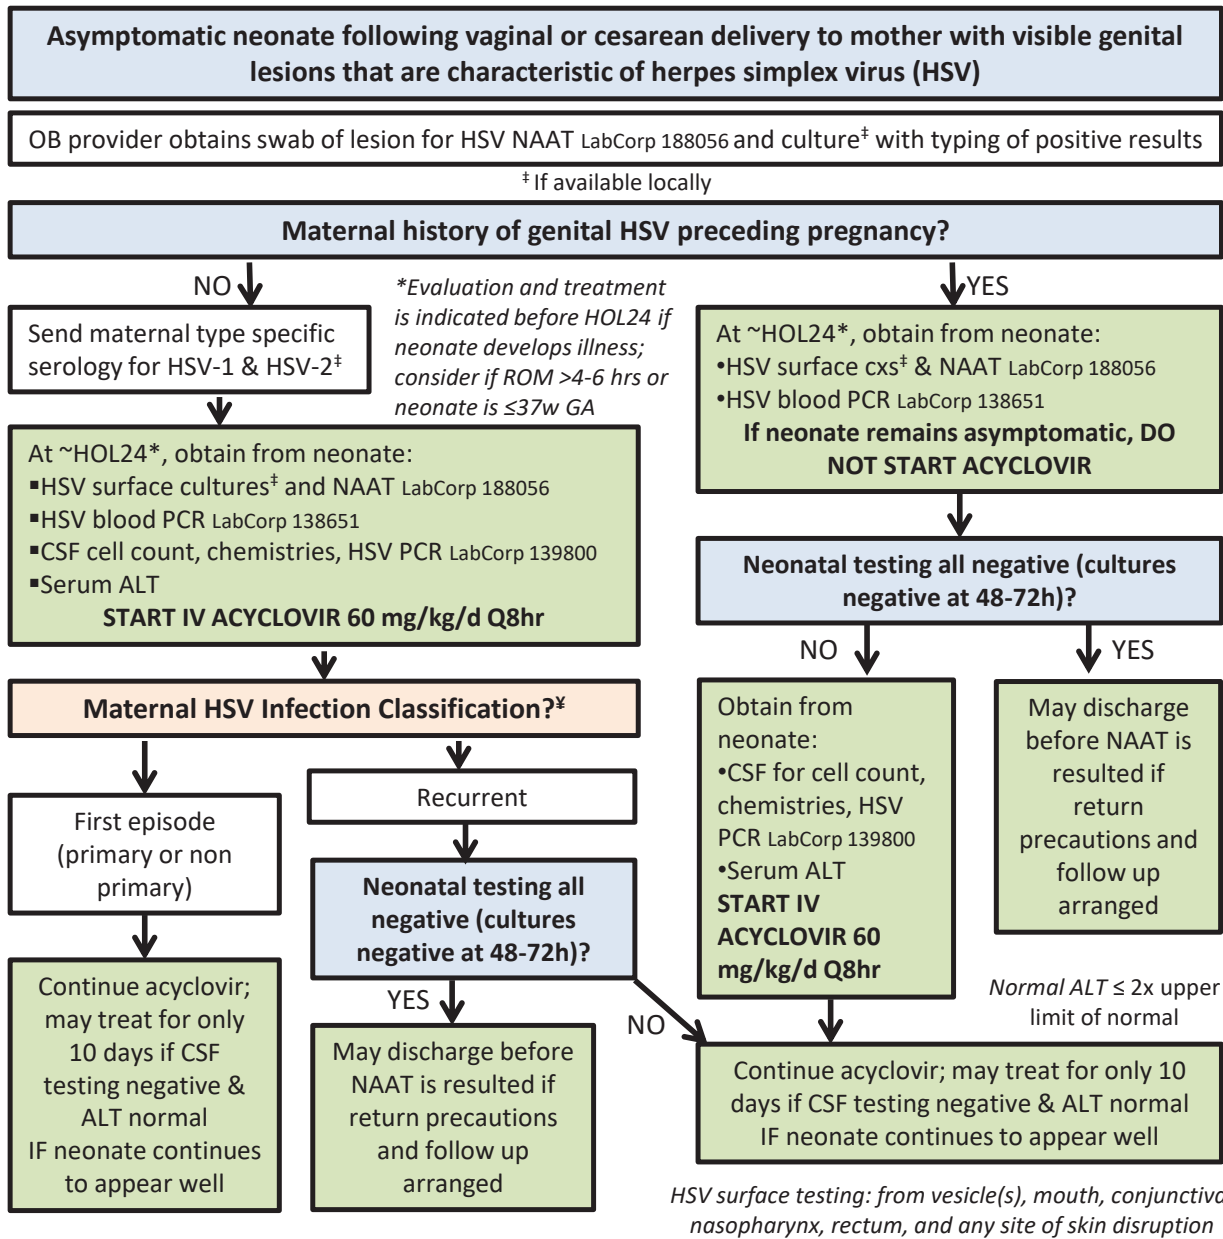 Asymptomatic neonate following vaginal or cesarean delivery to mother with visible genital
lesions that are characteristic of herpes simplex virus (HSV)
OB provider obtains swab of lesion for HSV NAAT LabCorp 188056 and culture‡ with typing of positive results
‡ If available locally
Maternal history of genital HSV preceding pregnancy?
NO
*Evaluation and treatment
is indicated before HOL24 if
neonate develops illness;
consider if ROM >4-6 hrs or
neonate is ≤37w GA
YES
Send maternal type specific
serology for HSV-1 & HSV-2‡
At ~HOL24*, obtain from neonate:
•HSV surface cxs‡ & NAAT LabCorp 188056
•HSV blood PCR LabCorp 138651
If neonate remains asymptomatic, DO
NOT START ACYCLOVIR
At ~HOL24*, obtain from neonate:
▪HSV surface cultures‡ and NAAT LabCorp 188056
▪HSV blood PCR LabCorp 138651
▪CSF cell count, chemistries, HSV PCR LabCorp 139800
▪Serum ALT
START IV ACYCLOVIR 60 mg/kg/d Q8hr
Neonatal testing all negative (cultures
negative at 48-72h)?
NO
YES
Maternal HSV Infection Classification?¥
Obtain from
neonate:
•CSF for cell count,
chemistries, HSV
PCR LabCorp 139800
•Serum ALT
START IV
ACYCLOVIR 60
mg/kg/d Q8hr
May discharge
before NAAT is
resulted if
return
precautions and
follow up
arranged
First episode
(primary or non
primary)
Recurrent
Neonatal testing all
negative (cultures
negative at 48-72h)?
YES
NO
Normal ALT ≤ 2x upper
limit of normal
Continue acyclovir;
may treat for only
10 days if CSF
testing negative &
ALT normal
IF neonate continues
to appear well
May discharge before
NAAT is resulted if
return precautions
and follow up
arranged
Continue acyclovir; may treat for only 10
days if CSF testing negative & ALT normal
IF neonate continues to appear well
HSV surface testing: from vesicle(s), mouth, conjunctiva
nasopharynx, rectum, and any site of skin disruption